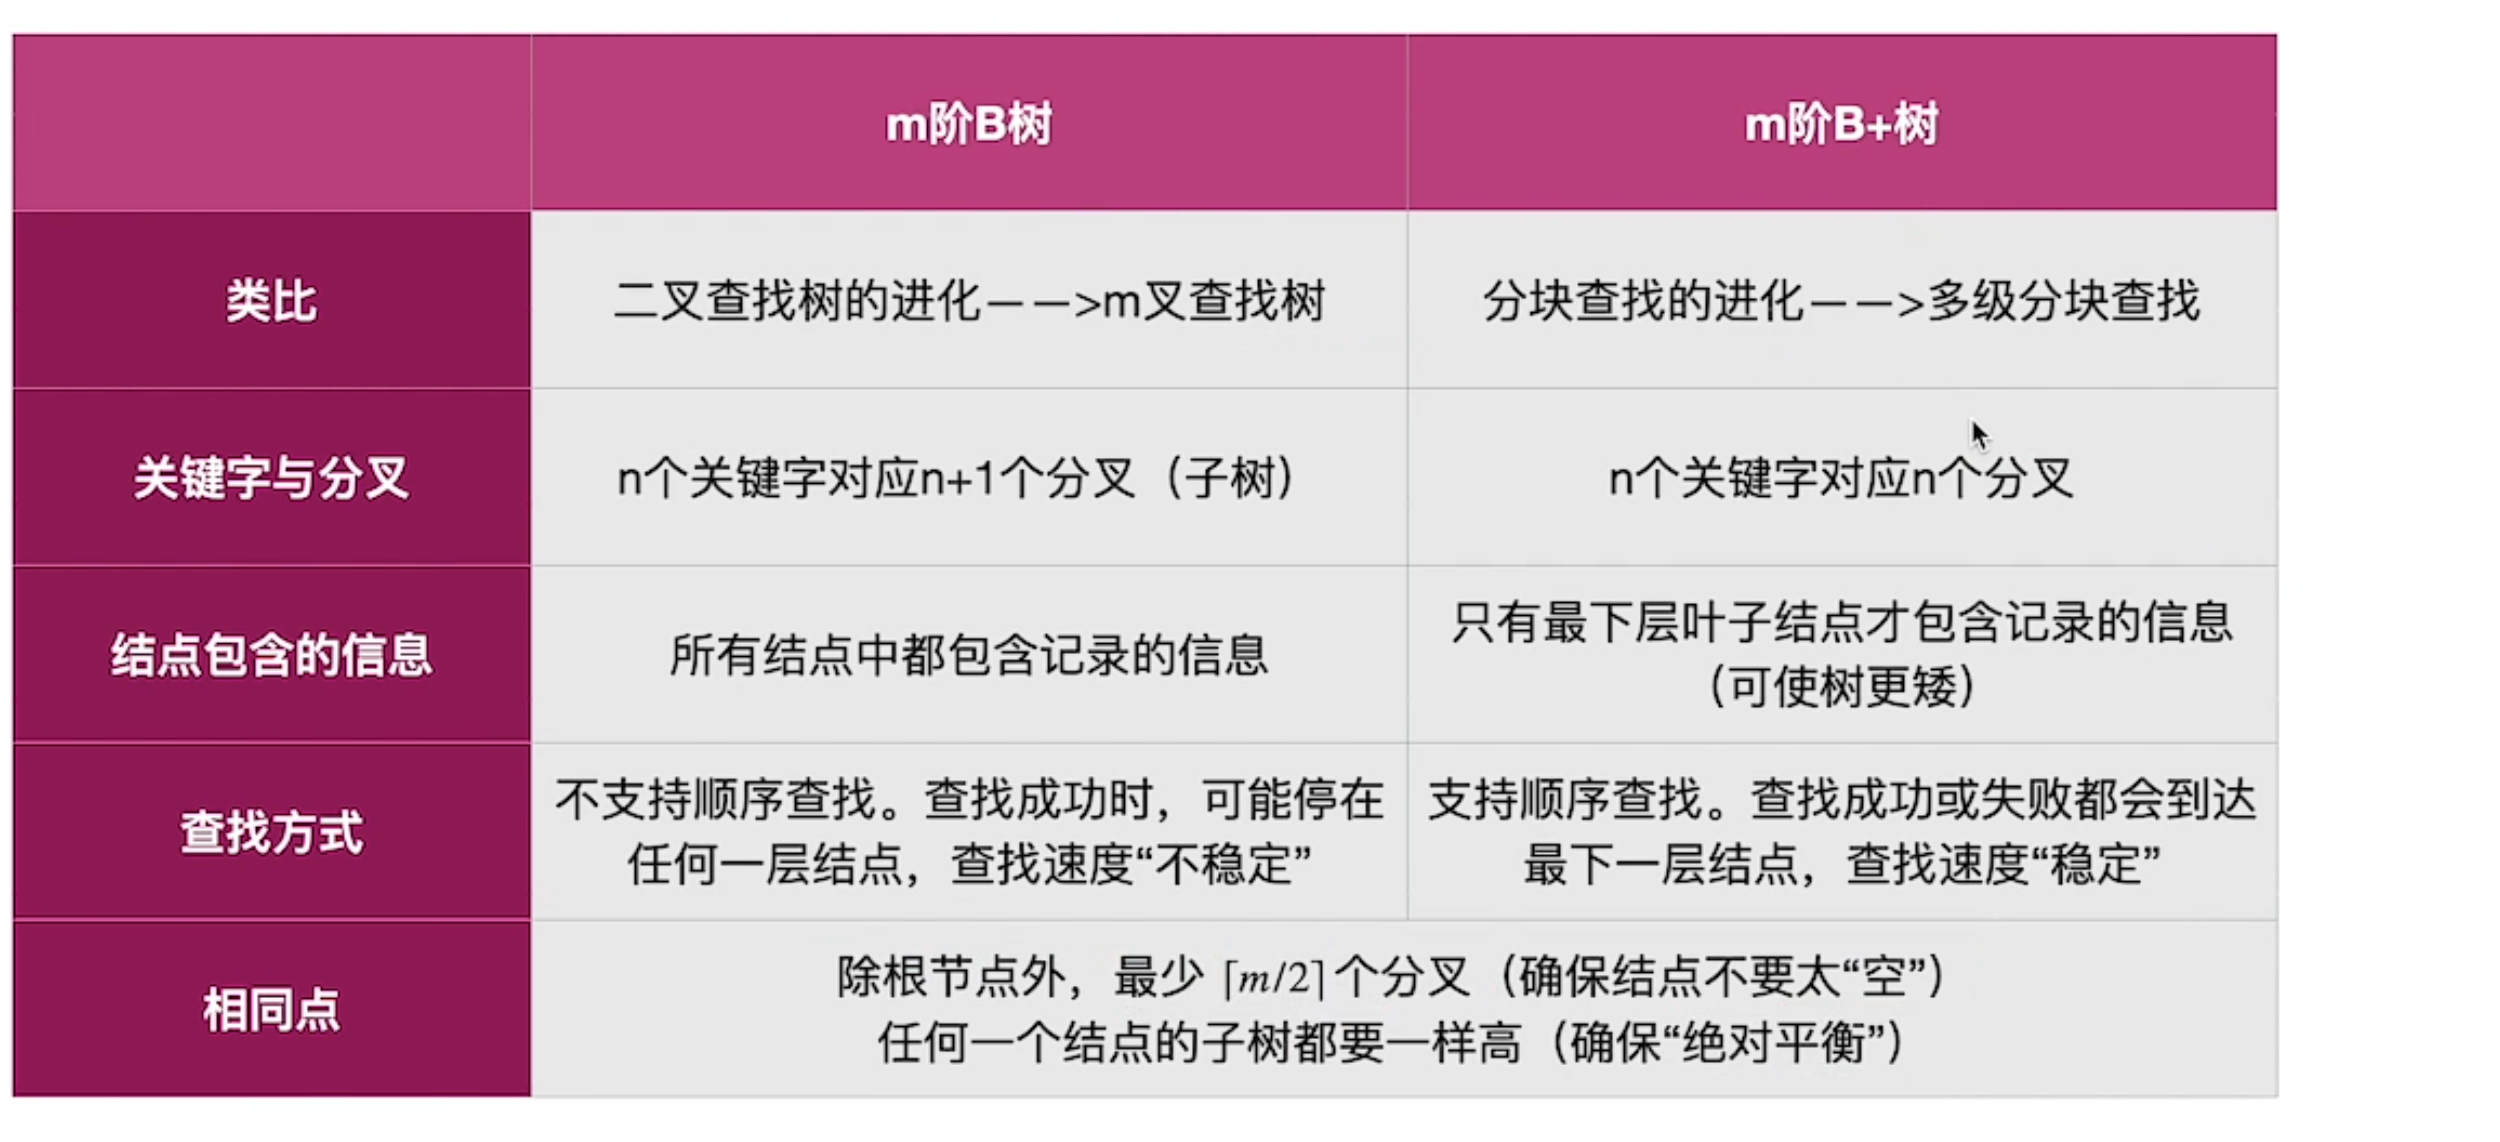 m阶B树
m阶B+树
类比
二叉查找树的进化——>m叉查找树
分块查找的进化——>多级分块查找
关键字与分叉
n个关键字对应n+1个分叉（子树）
n个关键字对应n个分叉
结点包含的信息
所有结点中都包含记录的信息
只有最下层叶子结点才包含记录的信息
（可使树更矮）
查找方式
不支持顺序查找。查找成功时，可能停在
任何一层结点，查找速度“不稳定”
支持顺序查找。查找成功或失败都会到达
最下一层结点，查找速度“稳定”
相同点
除根节点外，最少 ⌈m/2⌉ 个分叉（确保结点不要太“空”）
任何一个结点的子树都要一样高（确保“绝对平衡”）